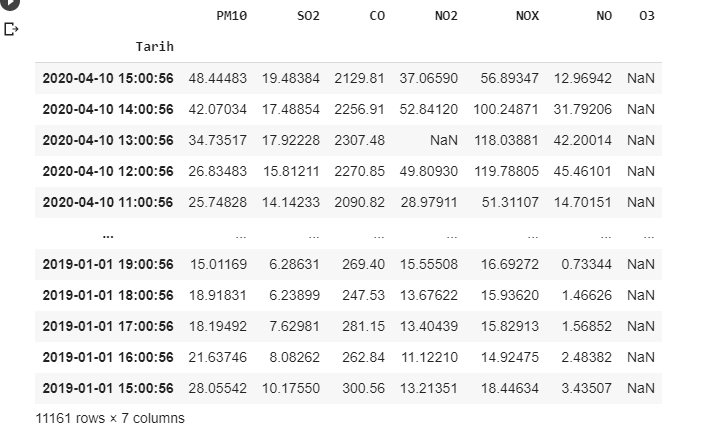 PM10 SO2 CO NO2 NOX NO O3
Tarih
2020-04-10 15:00:56 48.44483 19.48384 2129.81 37.06590 56.89347 12.96942 NaN
2020-04-10 14:00:56 42.07034 17.48854 2256.91 52.84120 100.24871 31.79206 NaN
2020-04-10 13:00:56 34.73517 17.92228 2307.48 NaN 118.03881 42.20014 NaN
2020-04-10 12:00:56 26.83483 15.81211 2270.85 49.80930 119.78805 45.46101 NaN
2020-04-10 11:00:56 25.74828 14.14233 2090.82 28.97911 51.31107 14.70151 NaN
... ... ... ... ... ... ... ...
2019-01-01 19:00:56 15.01169 6.28631 269.40 15.55508 16.69272 0.73344 NaN
2019-01-01 18:00:56 18.91831 6.23899 247.53 13.67622 15.93620 1.46626 NaN
2019-01-01 17:00:56 18.19492 7.62981 281.15 13.40439 15.82913 1.56852 NaN
2019-01-01 16:00:56 21.63746 8.08262 262.84 11.12210 14.92475 2.48382 NaN
2019-01-01 15:00:56 28.05542 10.17550 300.56 13.21351 18.44634 3.43507 NaN
11161 rows × 7 columns